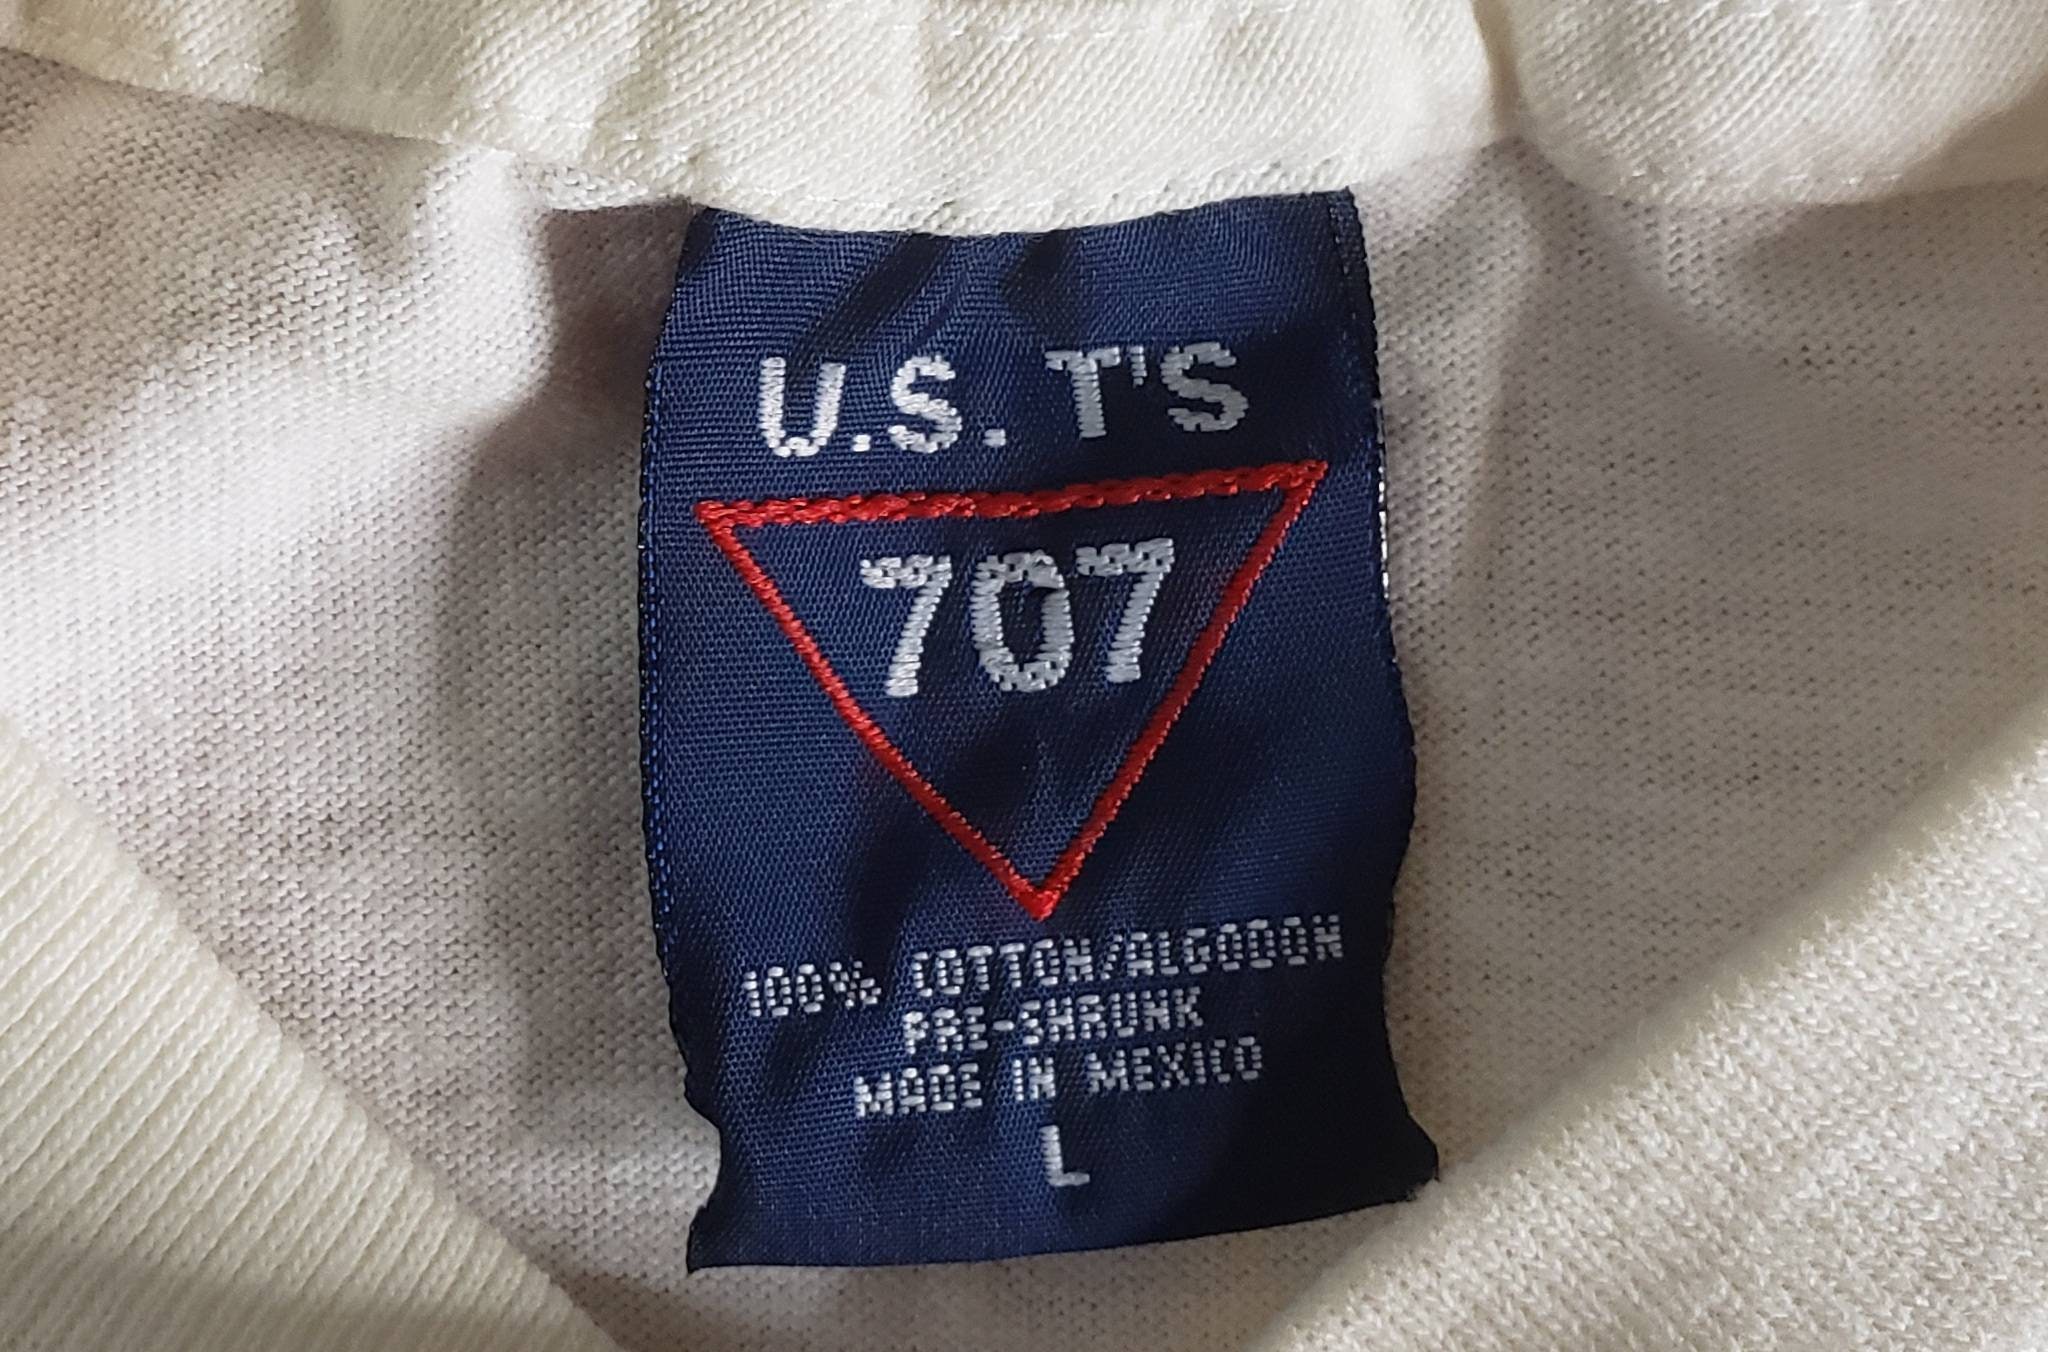 U.S. T'S
707
100% COTTON/ALGODON
PRE-SHRUNK
MADE IN MEXICO
L